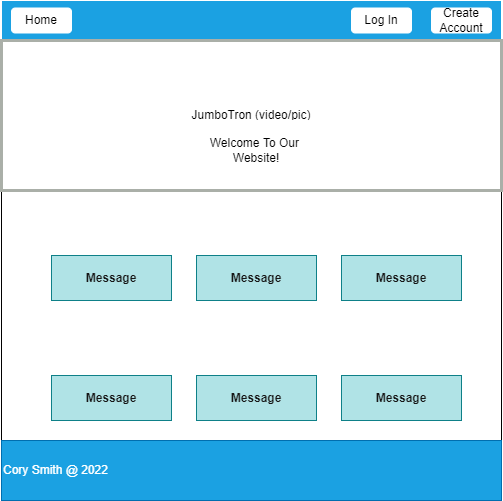 Home
Log In
Create
Account
JumboTron (video/pic)
Welcome To Our
Website!
Message
Message
Message
Message
Message
Message
Cory Smith @ 2022